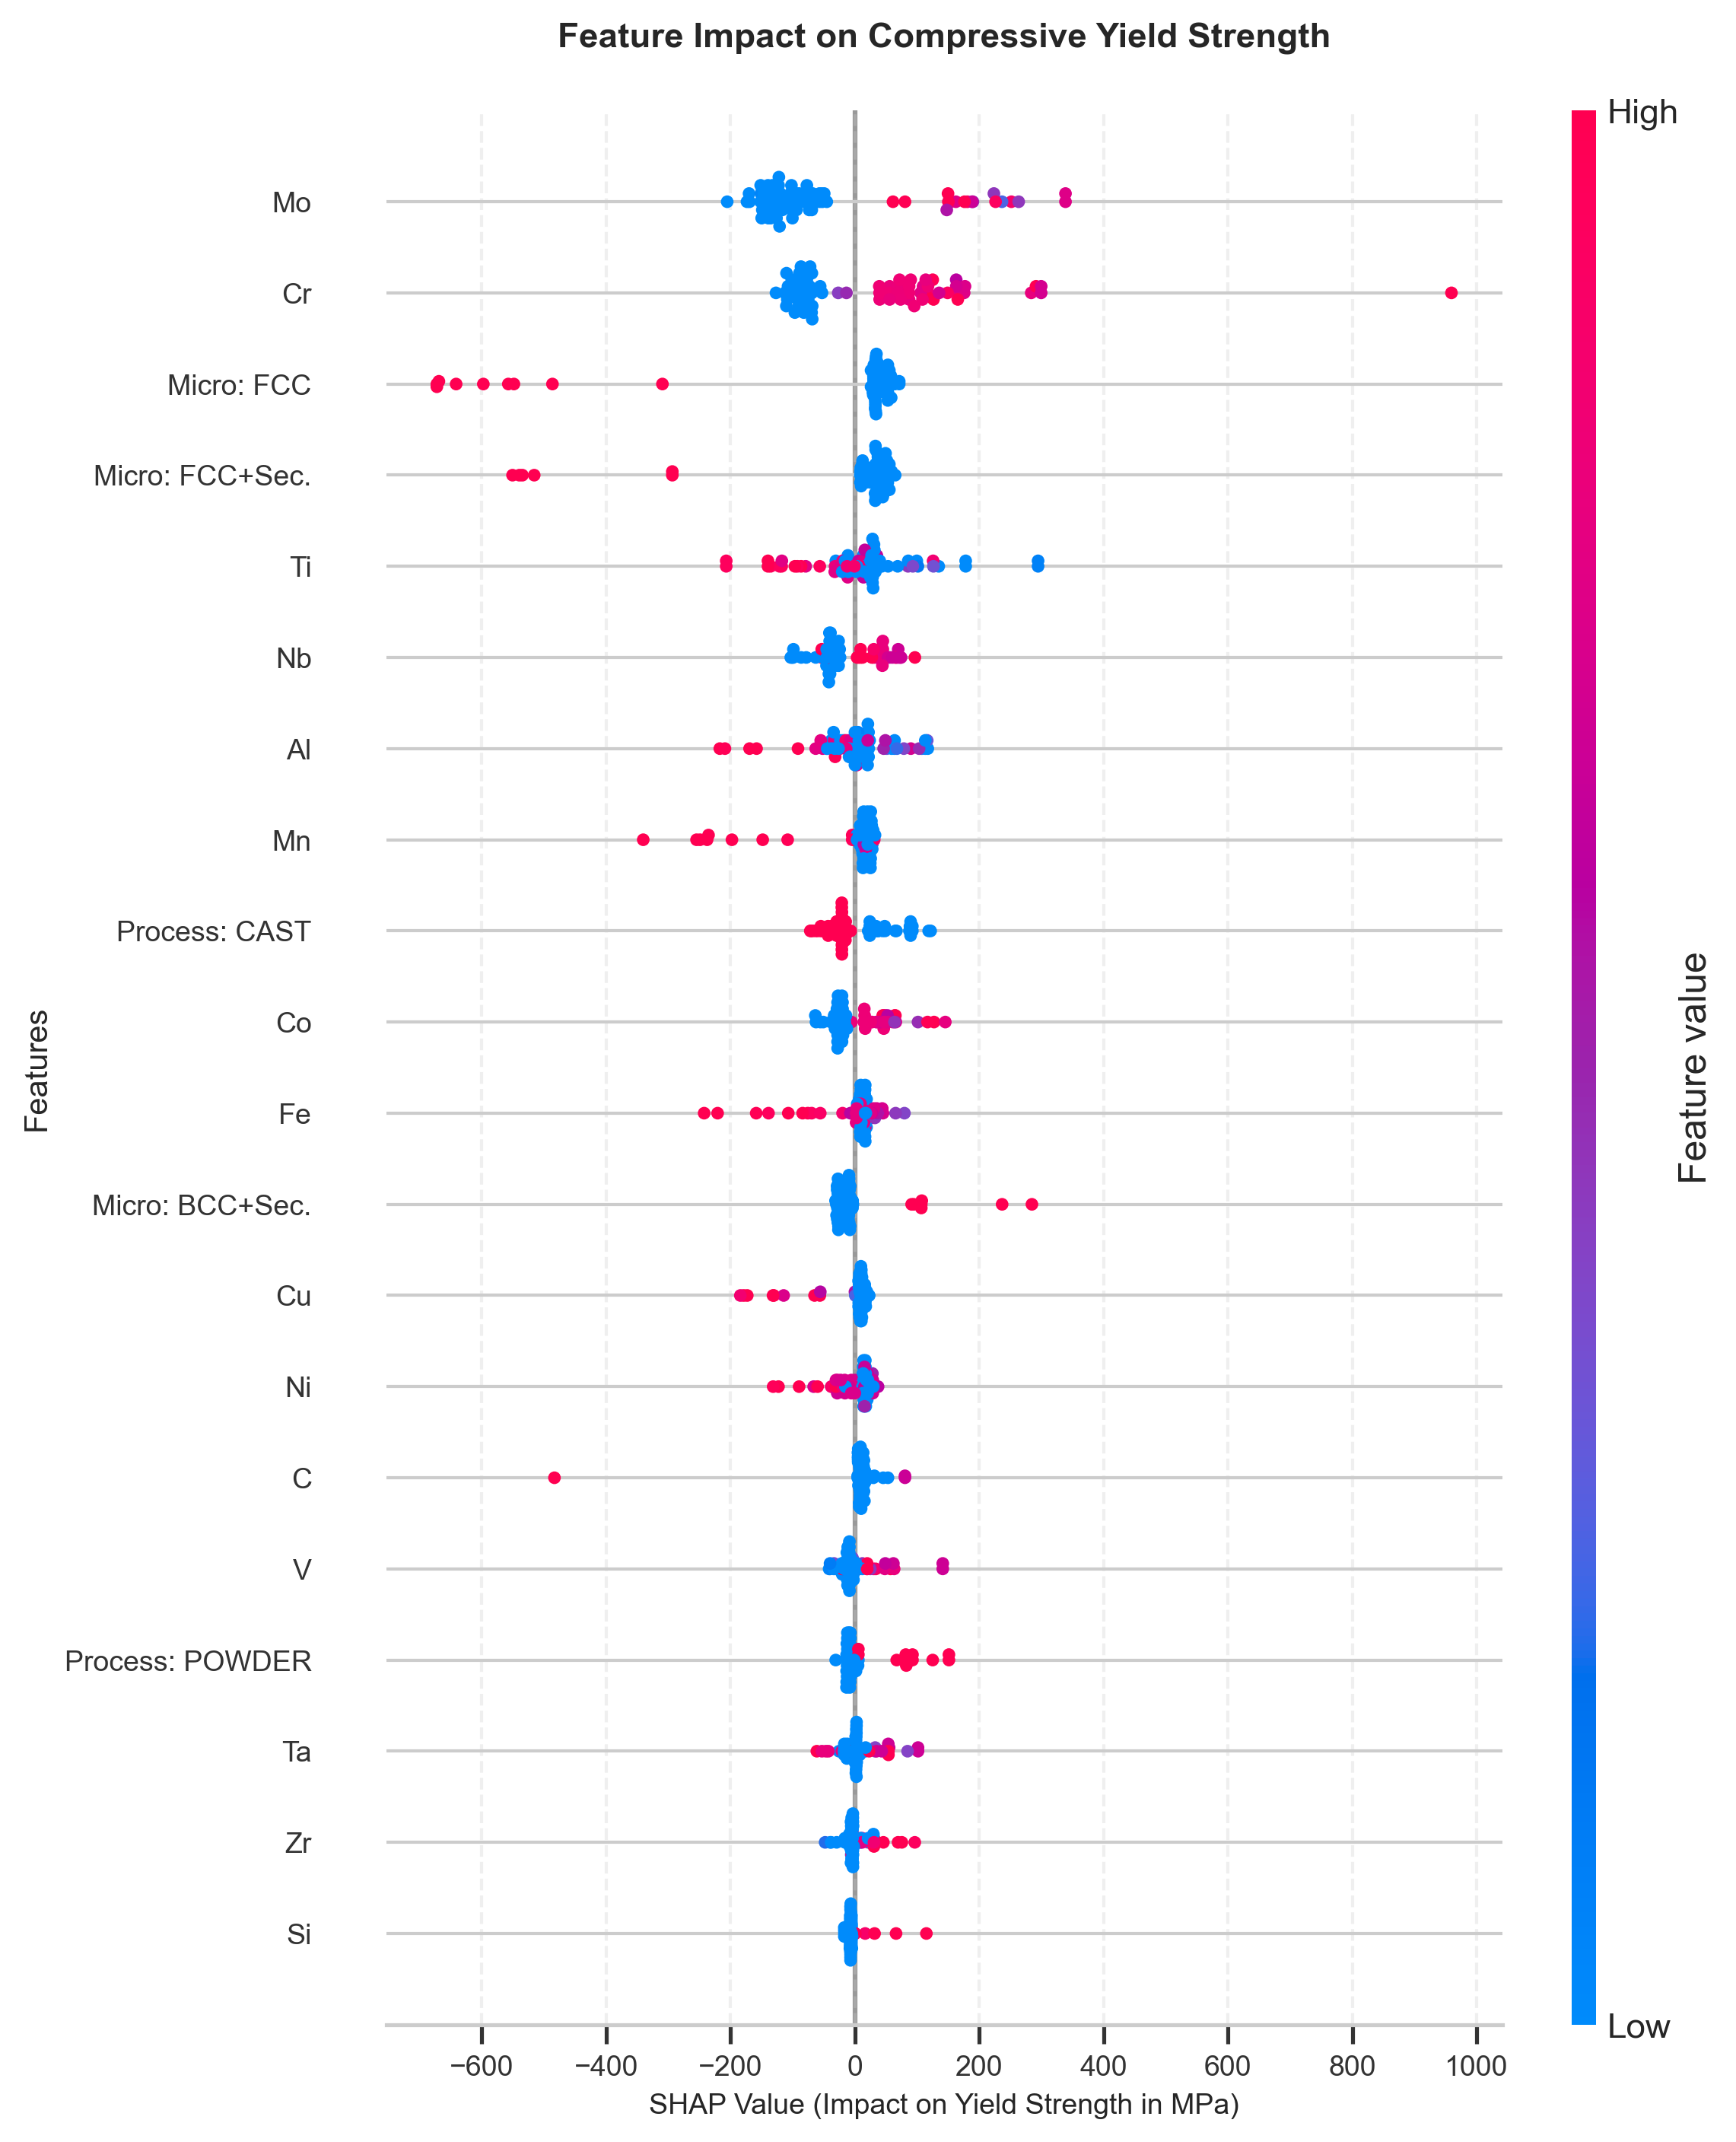 Feature Impact on Compressive Yield Strength
High
Mo
Cr
Micro: FCC
Micro: FCC+Sec.
Ti
Nb
Al
Mn
Process: CAST
Co
Fe
Micro: BCC+Sec.
Cu
Ni
C
V
Process: POWDER
Ta
Zr
Si
Features
Feature value
Low
−600 −400 −200 0 200 400 600 800 1000
SHAP Value (Impact on Yield Strength in MPa)